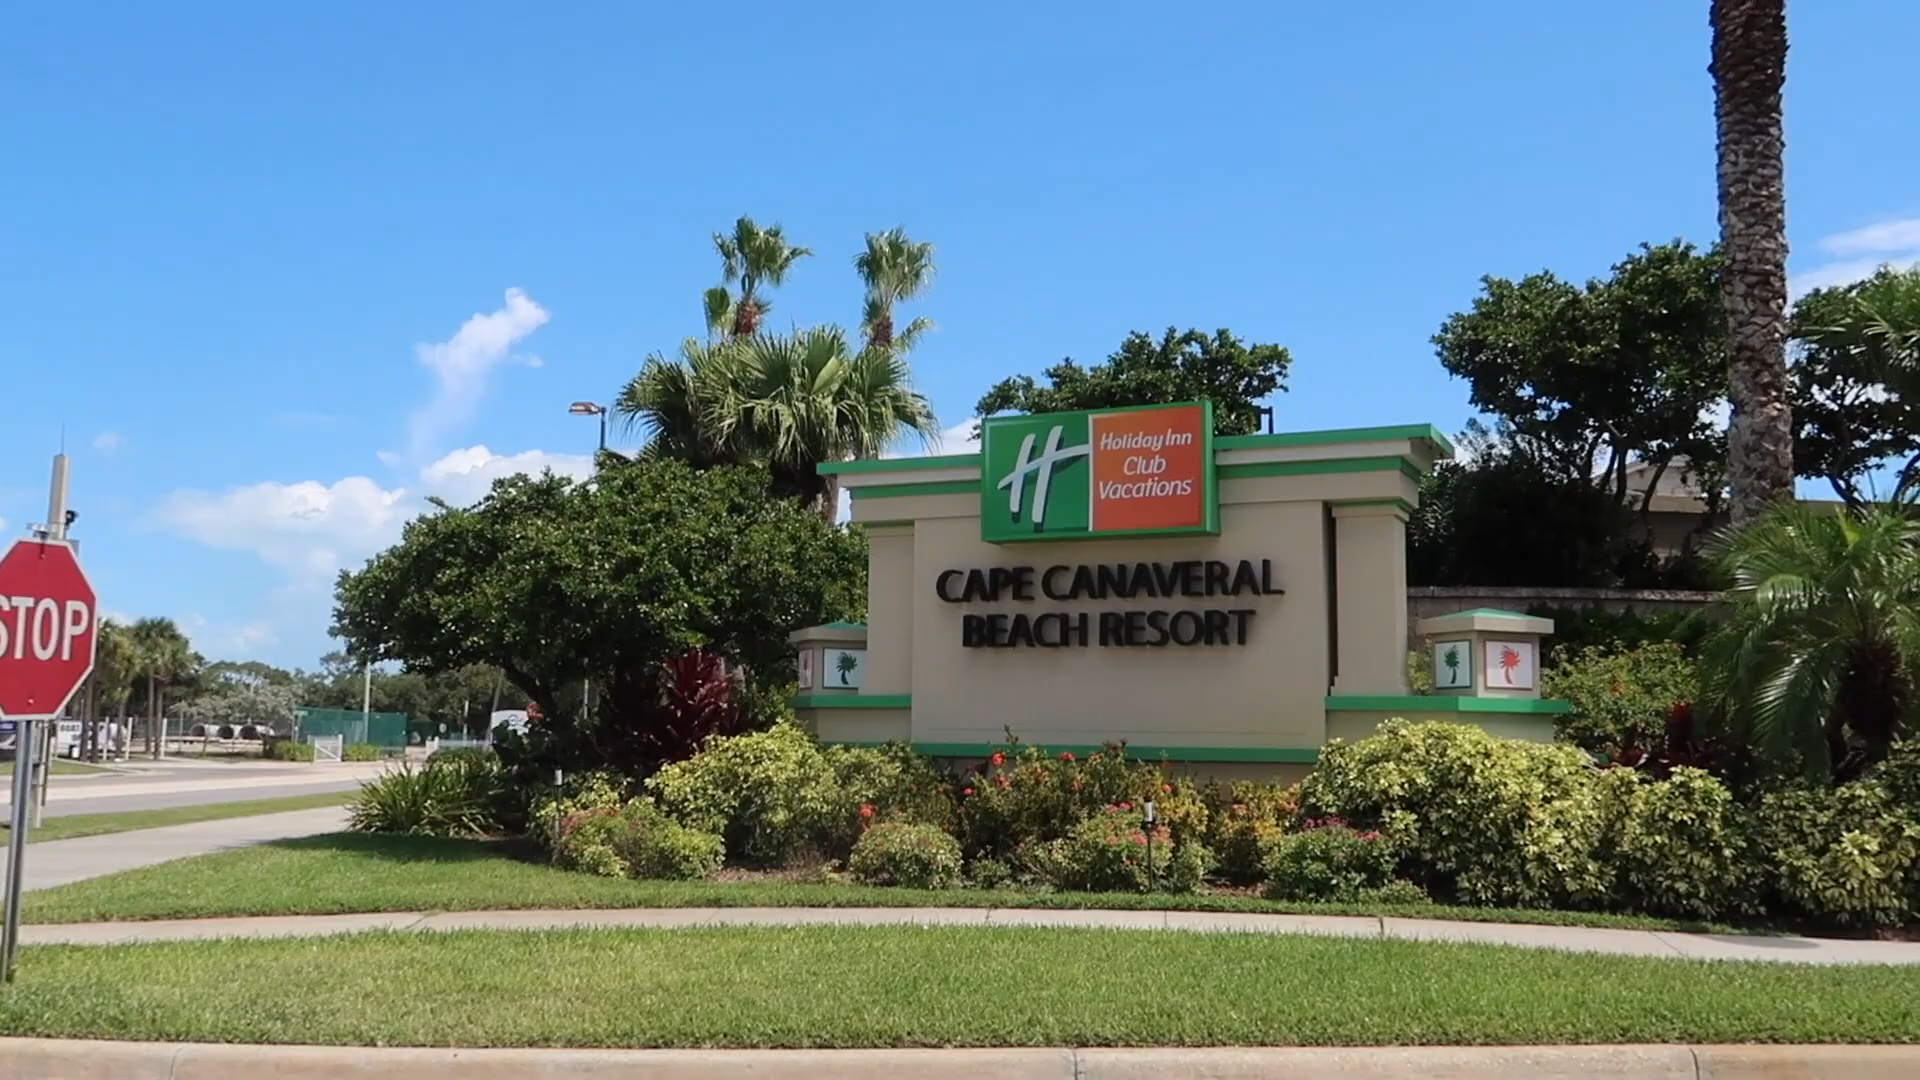 STOP
Holiday Inn
Club
Vacations
CAPE CANAVERAL
BEACH RESORT